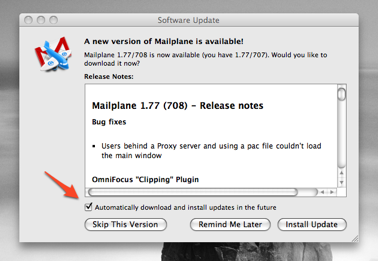 Software Update
A new version of Mailplane is available!
Mailplane 1.77/708 is now available (you have 1.77/707). Would you like to
download it now?
Release Notes:
Mailplane 1.77 (708) – Release notes
Bug fixes
• Users behind a Proxy server and using a pac file couldn't load
the main window
OmniFocus "Clipping" Plugin
Automatically download and install updates in the future
Skip This Version
Remind Me Later
Install Update